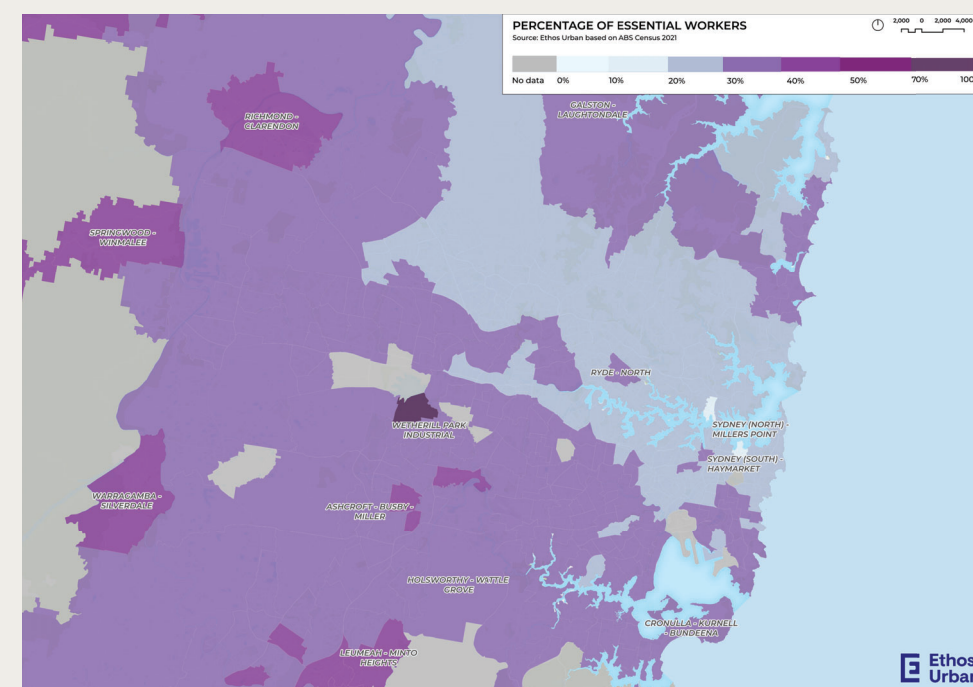 PERCENTAGE OF ESSENTIAL WORKERS
Source: Ethos Urban based on ABS Census 2021
2,000 0 2,000 4,000
No data 0% 10% 20% 30% 40% 50% 70% 100
GALSTON -
LAUGHTONDALE
RICHMOND -
CLARENDON
SPRINGWOOD -
WINMALEE
RYDE - NORTH
WETHERILL PARK
INDUSTRIAL
SYDNEY (NORTH) -
MILLERS POINT
SYDNEY (SOUTH) -
HAYMARKET
WARRAGAMBA -
SILVERDALE
ASHCROFT - BUSBY -
MILLER
HOLSWORTHY - WATTLE
GROVE
CRONULLA - KURNELL
- BUNDEENA
LEUMEAH - MINTO
HEIGHTS
Ethos
Urban